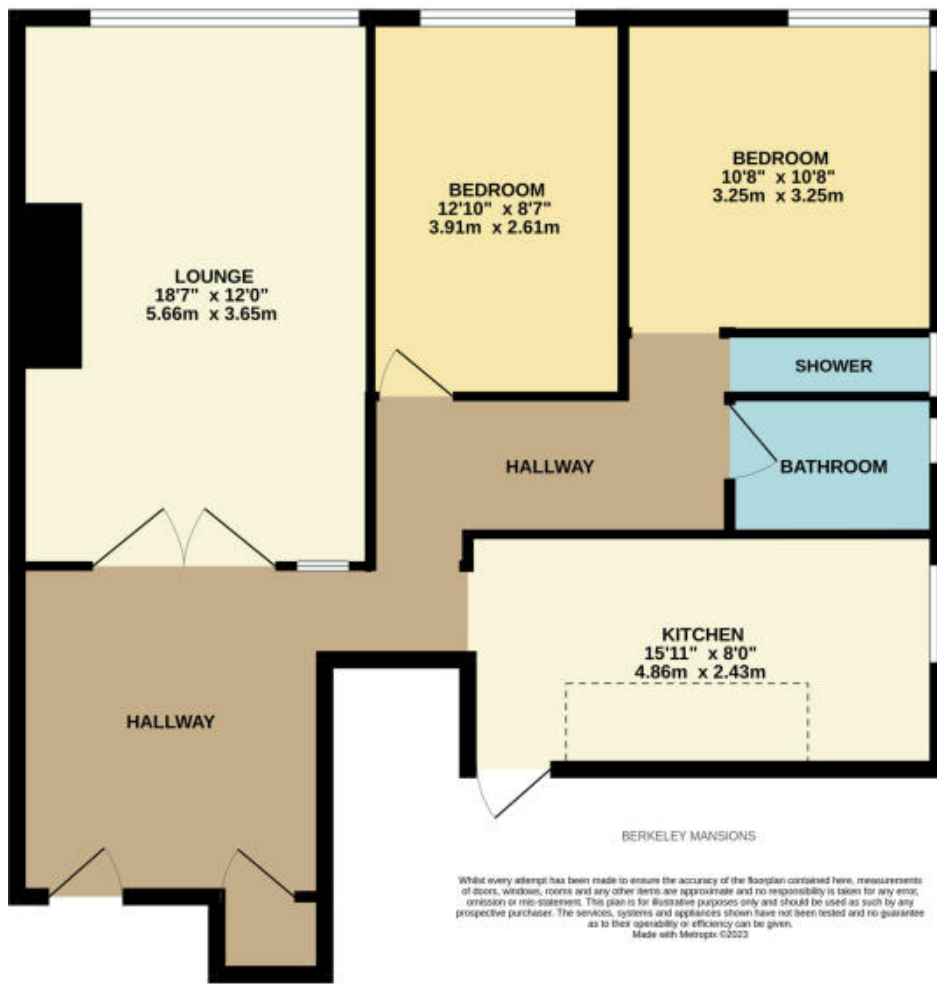 BEDROOM
10'8" x 10'8"
3.25m x 3.25m
BEDROOM
12'10" x 8'7"
3.91m x 2.61m
LOUNGE
18'7" x 12'0"
5.66m x 3.65m
SHOWER
HALLWAY
BATHROOM
KITCHEN
15'11" x 8'0"
4.86m x 2.43m
HALLWAY
BERKELEY MANSIONS
Whilst every attempt has been made to ensure the accuracy of the floorplan contained here, measurements
of doors, windows, rooms and any other items are approximate and no responsibility is taken for any error,
omission or mis-statement. This plan is for illustrative purposes only and should be used as such by any
prospective purchaser. The services, systems and appliances shown have not been tested and no guarantee
as to their operability or efficiency can be given.
Made with Metropix ©2023